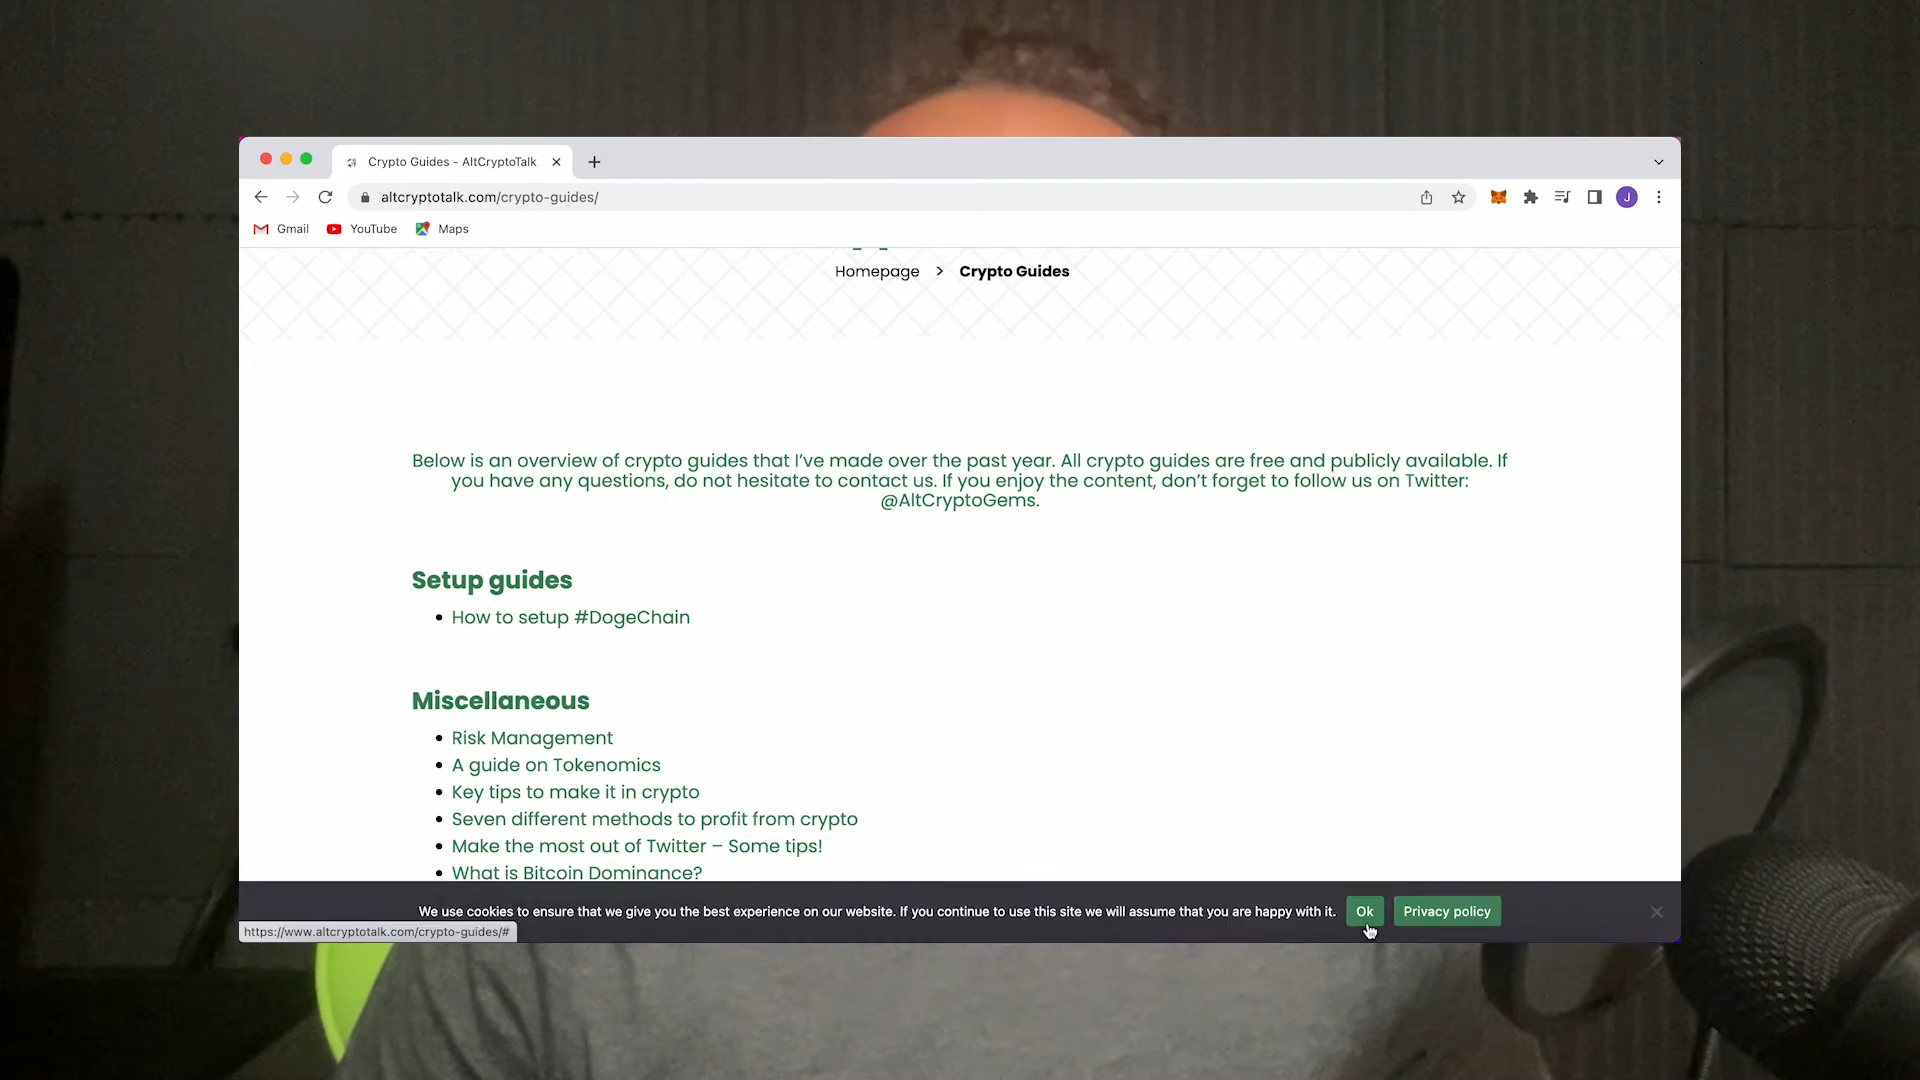 Crypto Guides - AltCryptoTalk
altcryptotalk.com/crypto-guides/
J
Gmail YouTube Maps
Homepage > Crypto Guides
Below is an overview of crypto guides that I've made over the past year. All crypto guides are free and publicly available. If
you have any questions, do not hesitate to contact us. If you enjoy the content, don't forget to follow us on Twitter:
@AltCryptoGems.
Setup guides
• How to setup #DogeChain
Miscellaneous
• Risk Management
• A guide on Tokenomics
• Key tips to make it in crypto
• Seven different methods to profit from crypto
• Make the most out of Twitter – Some tips!
• What is Bitcoin Dominance?
We use cookies to ensure that we give you the best experience on our website. If you continue to use this site we will assume that you are happy with it. Ok Privacy policy
https://www.altcryptotalk.com/crypto-guides/#